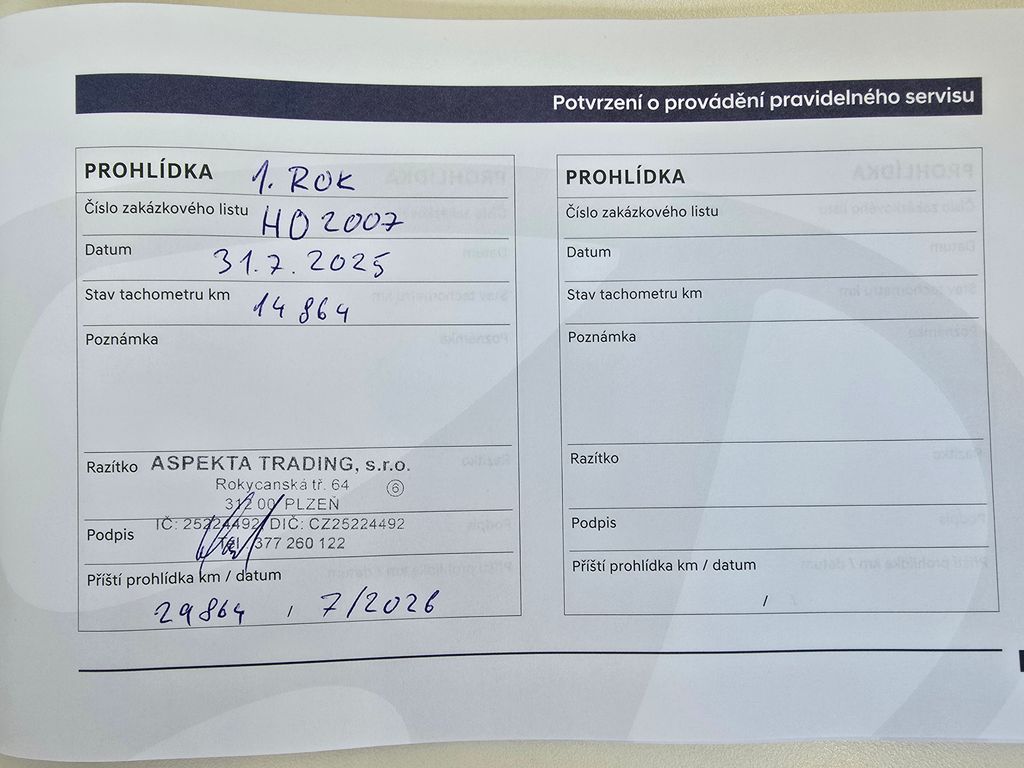 Potvrzení o provádění pravidelného servisu
PROHLÍDKA 1. ROK
Číslo zakázkového listu HO 2007
Datum 31.7.2025
Stav tachometru km 14 864
Poznámka
Razítko ASPEKTA TRADING, s.r.o.
Rokycanská tř. 64 6
312 00 PLZEŇ
IČ: 25224492, DIČ: CZ25224492
Podpis
Tel. 377 260 122
Příští prohlídka km / datum
29864 / 7/2026
PROHLÍDKA
Číslo zakázkového listu
Datum
Stav tachometru km
Poznámka
Razítko
Podpis
Příští prohlídka km / datum
/